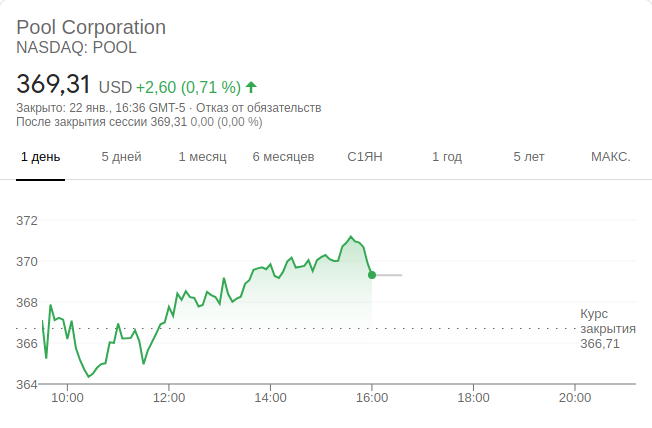 Pool Corporation
NASDAQ: POOL
369,31 USD +2,60 (0,71 %)
Закрыто: 22 янв., 16:36 GMT-5 · Отказ от обязательств
После закрытия сессии 369,31 0,00 (0,00 %)
1 день 5 дней 1 месяц 6 месяцев С1ЯН 1 год 5 лет МАКС.
372
370
368
366
364
Курс
закрытия
366,71
10:00 12:00 14:00 16:00 18:00 20:00